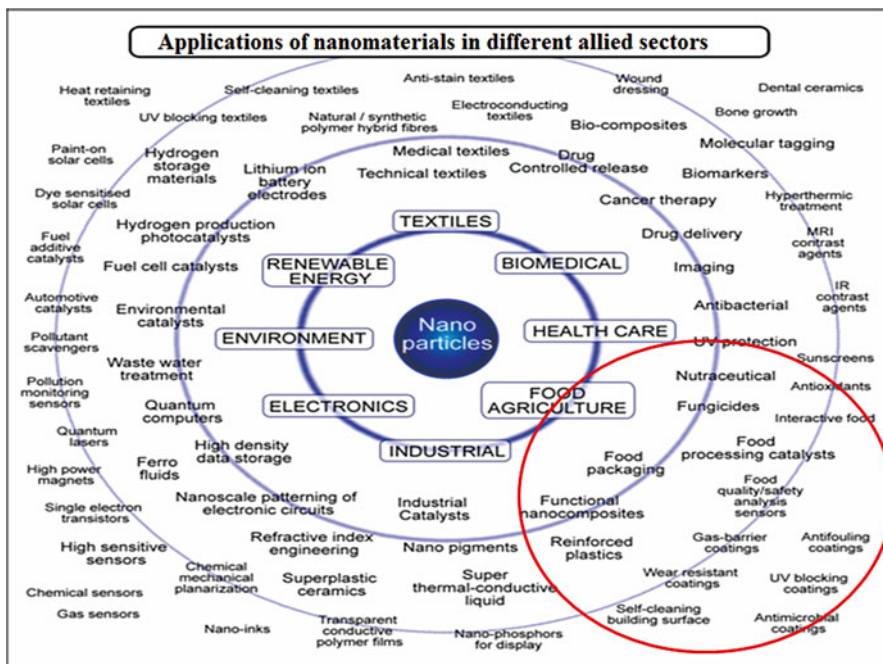 Applications of nanomaterials in different allied sectors
Heat retaining
textiles
Self-cleaning textiles
Anti-stain textiles
Wound
dressing
Dental ceramics
UV blocking textiles
Natural / synthetic
polymer hybrid fibres
Electroconducting
textiles
Bio-composites
Bone growth
Paint-on
solar cells
Hydrogen
storage
materials
Lithium ion
battery
electrodes
Medical textiles
Technical textiles
Drug
Controlled release
Molecular tagging
Biomarkers
Dye sensitised
solar cells
Cancer therapy
Hyperthermic
treatment
Fuel
additive
catalysts
Hydrogen production
photocatalysts
TEXTILES
Drug delivery
MRI
contrast
agents
Fuel cell catalysts
RENEWABLE
ENERGY
BIOMEDICAL
Imaging
IR
contrast
agents
Automotive
catalysts
Environmental
catalysts
Antibacterial
Pollutant
scavengers
ENVIRONMENT
Nano
particles
HEALTH CARE
UV protection
Sunscreens
Waste water
treatment
Nutraceutical
Antioxidants
Pollution
monitoring
sensors
Quantum
computers
ELECTRONICS
FOOD
AGRICULTURE
Fungicides
Interactive food
Quantum
lasers
High density
data storage
INDUSTRIAL
Food
packaging
Food
processing catalysts
High power
magnets
Ferro
fluids
Food
quality/safety
analysis
sensors
Single electron
transistors
Nanoscale patterning of
electronic circuits
Industrial
Catalysts
Functional
nanocomposites
High sensitive
sensors
Refractive index
engineering
Nano pigments
Reinforced
plastics
Gas-barrier
coatings
Antifouling
coatings
Chemical sensors
Chemical
mechanical
planarization
Superplastic
ceramics
Super
thermal-conductive
liquid
Wear resistant
coatings
UV blocking
coatings
Gas sensors
Nano-inks
Transparent
conductive
polymer films
Nano-phosphors
for display
Self-cleaning
building surface
Antimicrobial
coatings